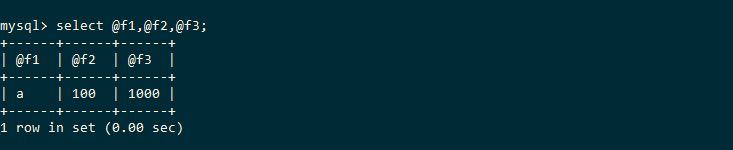 mysql> select @f1,@f2,@f3;
+------+------+------+
| @f1  | @f2  | @f3  |
+------+------+------+
| a    | 100  | 1000 |
+------+------+------+
1 row in set (0.00 sec)